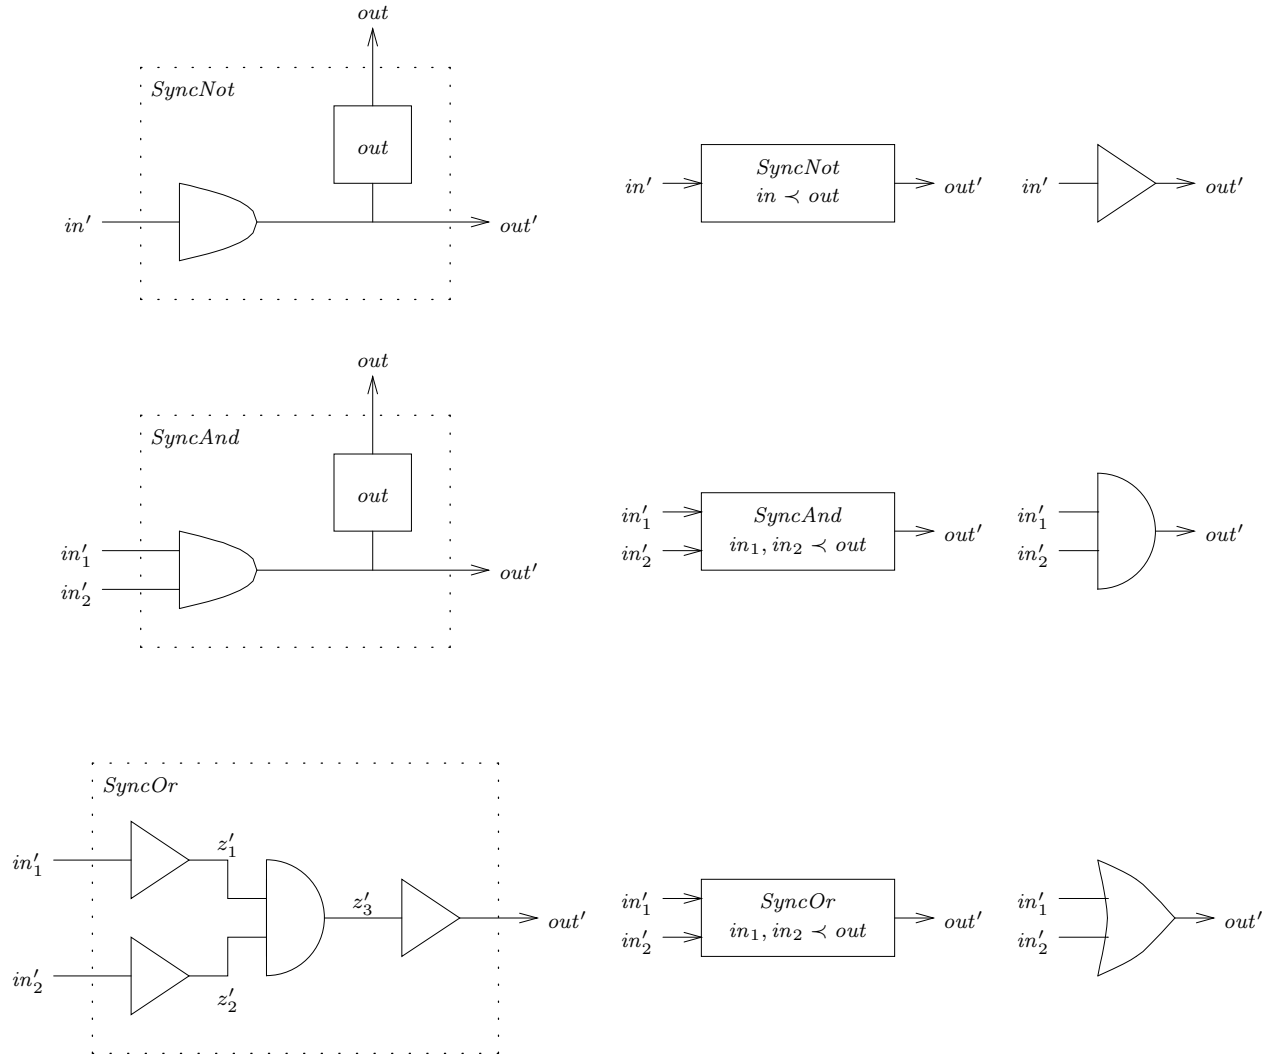 out
SyncNot
out
in′
out′
in′
SyncNot
in ≺ out
out′
in′
out′
out
SyncAnd
out
in′₁
in′₂
out′
in′₁
in′₂
SyncAnd
in₁, in₂ ≺ out
out′
in′₁
in′₂
out′
SyncOr
in′₁
z′₁
z′₃
out′
in′₂
z′₂
in′₁
in′₂
SyncOr
in₁, in₂ ≺ out
out′
in′₁
in′₂
out′